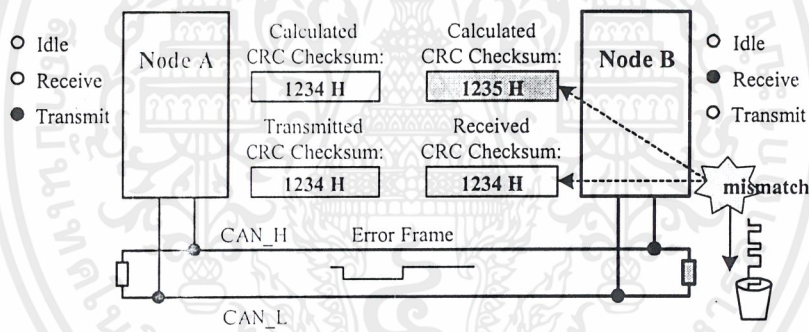 Idle
Receive
Transmit
Node A
Calculated
CRC Checksum:
1234 H
Transmitted
CRC Checksum:
1234 H
Calculated
CRC Checksum:
1235 H
Received
CRC Checksum:
1234 H
Node B
Idle
Receive
Transmit
mismatch
CAN_H
Error Frame
CAN_L